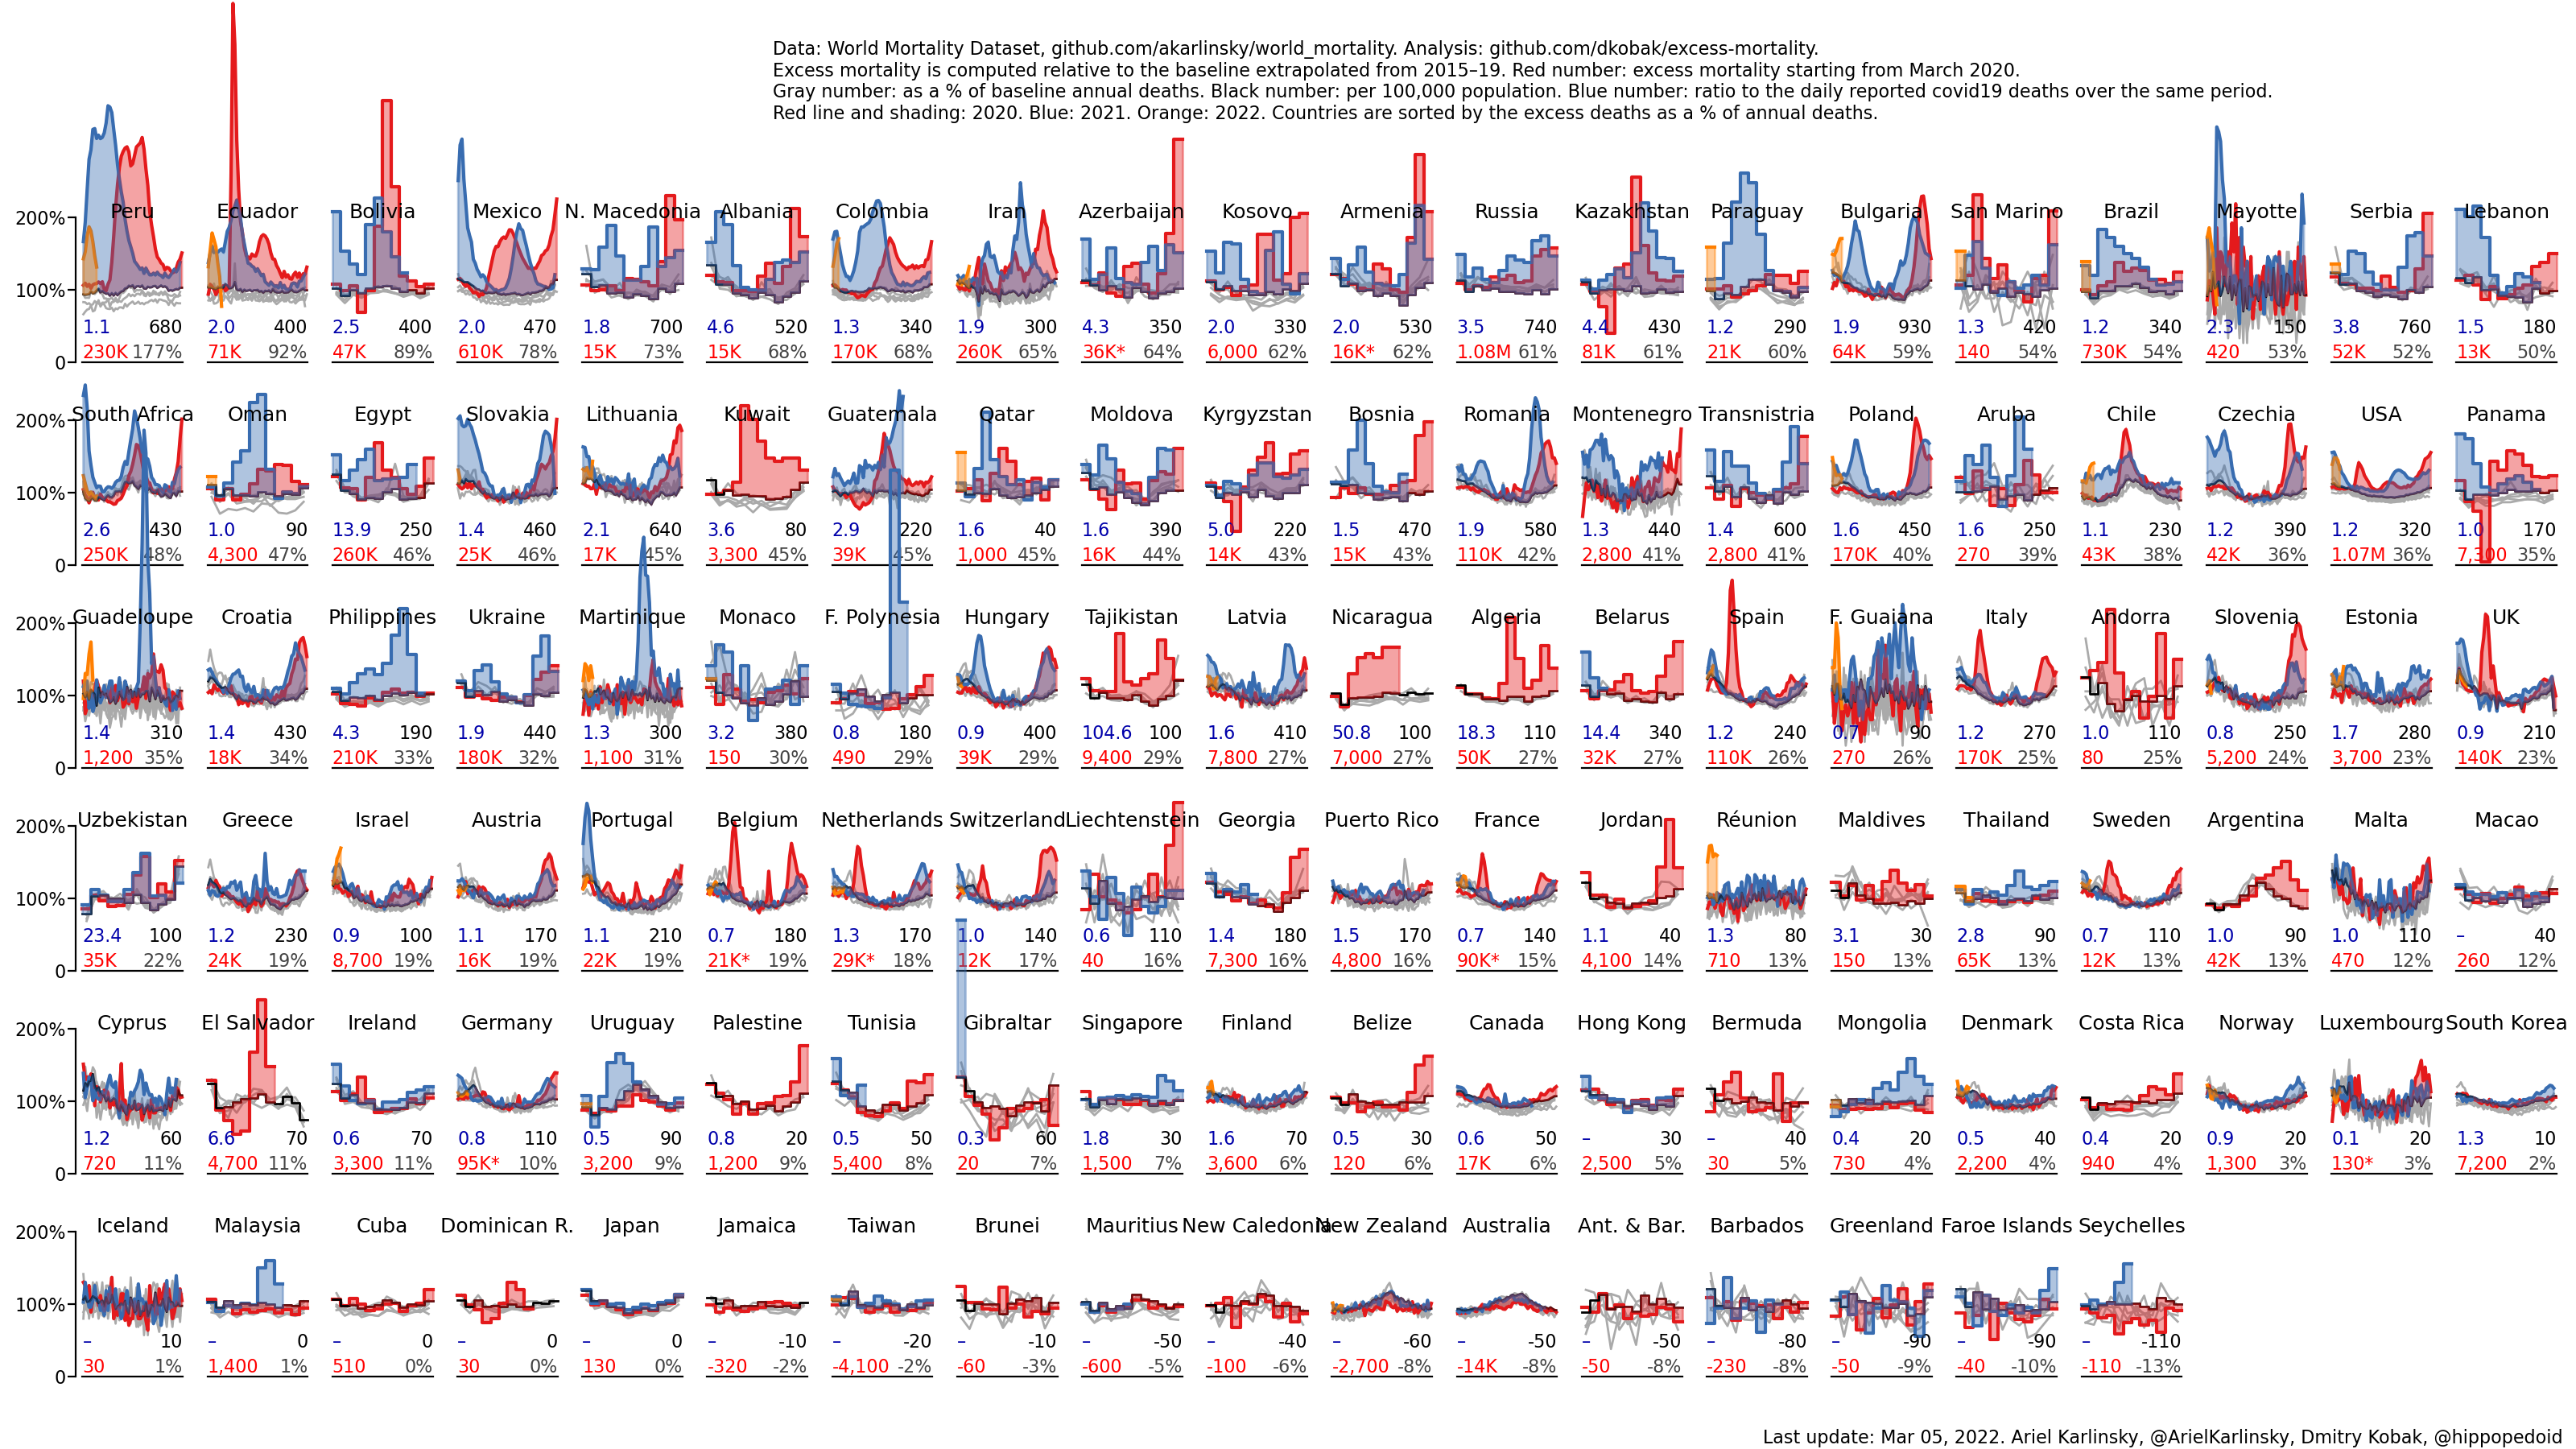 Data: World Mortality Dataset, github.com/akarlinsky/world_mortality. Analysis: github.com/dkobak/excess-mortality.
Excess mortality is computed relative to the baseline extrapolated from 2015–19. Red number: excess mortality starting from March 2020.
Gray number: as a % of baseline annual deaths. Black number: per 100,000 population. Blue number: ratio to the daily reported covid19 deaths over the same period.
Red line and shading: 2020. Blue: 2021. Orange: 2022. Countries are sorted by the excess deaths as a % of annual deaths.
200% Peru Ecuador Bolivia Mexico N. Macedonia Albania Colombia Iran Azerbaijan Kosovo Armenia Russia Kazakhstan Paraguay Bulgaria San Marino Brazil Mayotte Serbia Lebanon
100%
1.1 680 2.0 400 2.5 400 2.0 470 1.8 700 4.6 520 1.3 340 1.9 300 4.3 350 2.0 330 2.0 530 3.5 740 4.4 430 1.2 290 1.9 930 1.3 420 1.2 340 2.3 150 3.8 760 1.5 180
0 230K 177% 71K 92% 47K 89% 610K 78% 15K 73% 15K 68% 170K 68% 260K 65% 36K* 64% 6,000 62% 16K* 62% 1.08M 61% 81K 61% 21K 60% 64K 59% 140 54% 730K 54% 420 53% 52K 52% 13K 50%
200% South Africa Oman Egypt Slovakia Lithuania Kuwait Guatemala Qatar Moldova Kyrgyzstan Bosnia Romania Montenegro Transnistria Poland Aruba Chile Czechia USA Panama
100%
2.6 430 1.0 90 13.9 250 1.4 460 2.1 640 3.6 80 2.9 220 1.6 40 1.6 390 5.0 220 1.5 470 1.9 580 1.3 440 1.4 600 1.6 450 1.6 250 1.1 230 1.2 390 1.2 320 1.0 170
0 250K 48% 4,300 47% 260K 46% 25K 46% 17K 45% 3,300 45% 39K 45% 1,000 45% 16K 44% 14K 43% 15K 43% 110K 42% 2,800 41% 2,800 41% 170K 40% 270 39% 43K 38% 42K 36% 1.07M 36% 7,300 35%
200% Guadeloupe Croatia Philippines Ukraine Martinique Monaco F. Polynesia Hungary Tajikistan Latvia Nicaragua Algeria Belarus Spain F. Guaiana Italy Andorra Slovenia Estonia UK
100%
1.4 310 1.4 430 4.3 190 1.9 440 1.3 300 3.2 380 0.8 180 0.9 400 104.6 100 1.6 410 50.8 100 18.3 110 14.4 340 1.2 240 0.7 90 1.2 270 1.0 110 0.8 250 1.7 280 0.9 210
0 1,200 35% 18K 34% 210K 33% 180K 32% 1,100 31% 150 30% 490 29% 39K 29% 9,400 29% 7,800 27% 7,000 27% 50K 27% 32K 27% 110K 26% 270 26% 170K 25% 80 25% 5,200 24% 3,700 23% 140K 23%
200% Uzbekistan Greece Israel Austria Portugal Belgium Netherlands Switzerland Liechtenstein Georgia Puerto Rico France Jordan Réunion Maldives Thailand Sweden Argentina Malta Macao
100%
23.4 100 1.2 230 0.9 100 1.1 170 1.1 210 0.7 180 1.3 170 1.0 140 0.6 110 1.4 180 1.5 170 0.7 140 1.1 40 1.3 80 3.1 30 2.8 90 0.7 110 1.0 90 1.0 110 – 40
0 35K 22% 24K 19% 8,700 19% 16K 19% 22K 19% 21K* 19% 29K* 18% 12K 17% 40 16% 7,300 16% 4,800 16% 90K* 15% 4,100 14% 710 13% 150 13% 65K 13% 12K 13% 42K 13% 470 12% 260 12%
200% Cyprus El Salvador Ireland Germany Uruguay Palestine Tunisia Gibraltar Singapore Finland Belize Canada Hong Kong Bermuda Mongolia Denmark Costa Rica Norway Luxembourg South Korea
100%
1.2 60 6.6 70 0.6 70 0.8 110 0.5 90 0.8 20 0.5 50 0.3 60 1.8 30 1.6 70 0.5 30 0.6 50 – 30 – 40 0.4 20 0.5 40 0.4 20 0.9 20 0.1 20 1.3 10
0 720 11% 4,700 11% 3,300 11% 95K* 10% 3,200 9% 1,200 9% 5,400 8% 20 7% 1,500 7% 3,600 6% 120 6% 17K 6% 2,500 5% 30 5% 730 4% 2,200 4% 940 4% 1,300 3% 130* 3% 7,200 2%
200% Iceland Malaysia Cuba Dominican R. Japan Jamaica Taiwan Brunei Mauritius New Caledonia New Zealand Australia Ant. & Bar. Barbados Greenland Faroe Islands Seychelles
100%
– 10 – 0 – 0 – 0 – 0 – -10 – -20 – -10 – -50 – -40 – -60 – -50 – -50 – -80 – -90 – -90 – -110
0 30 1% 1,400 1% 510 0% 30 0% 130 0% -320 -2% -4,100 -2% -60 -3% -600 -5% -100 -6% -2,700 -8% -14K -8% -50 -8% -230 -8% -50 -9% -40 -10% -110 -13%
Last update: Mar 05, 2022. Ariel Karlinsky, @ArielKarlinsky, Dmitry Kobak, @hippopedoid